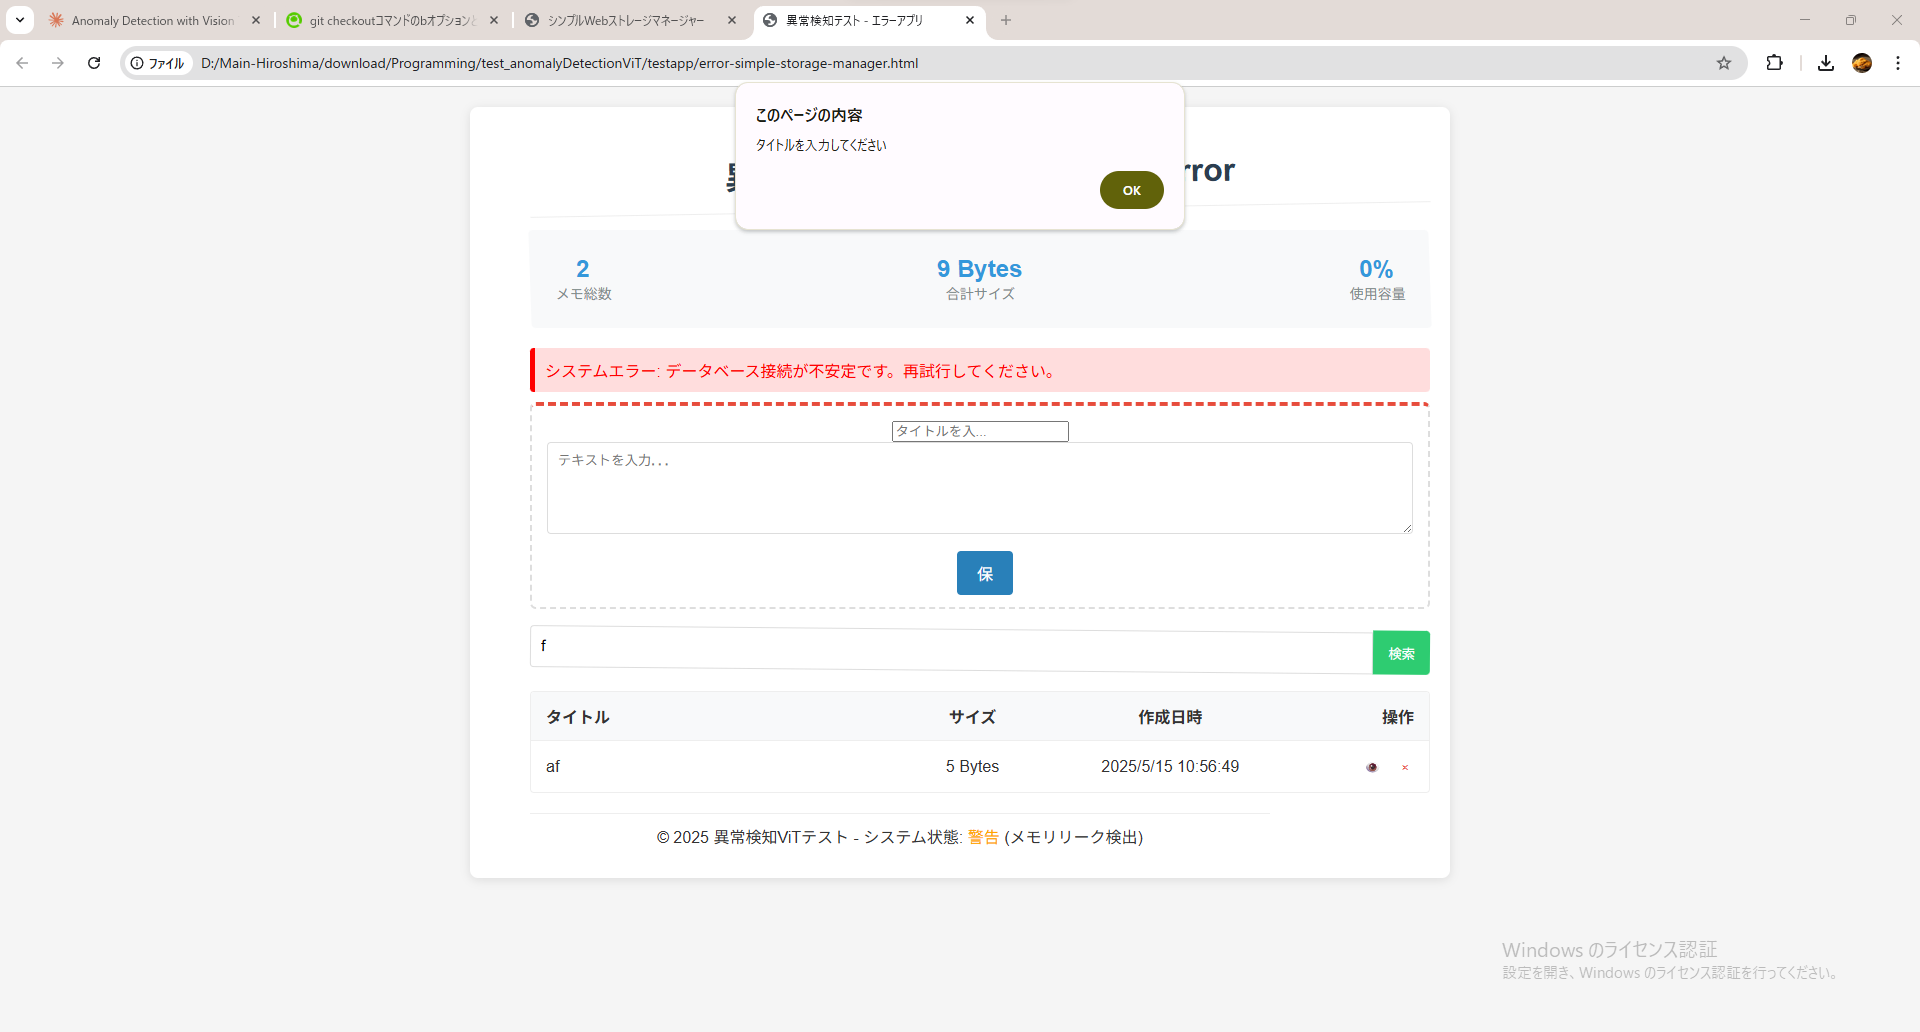 Anomaly Detection with Vision
git checkoutコマンドのbオプションと
シンプルWebストレージマネージャー
異常検知テスト - エラーアプリ
ファイル
D:/Main-Hiroshima/download/Programming/test_anomalyDetectionViT/testapp/error-simple-storage-manager.html
このページの内容
タイトルを入力してください
OK
rror
2
メモ総数
9 Bytes
合計サイズ
0%
使用容量
システムエラー: データベース接続が不安定です。再試行してください。
タイトルを入...
テキストを入力...
保
f
検索
タイトル サイズ 作成日時 操作
af 5 Bytes 2025/5/15 10:56:49
© 2025 異常検知ViTテスト - システム状態: 警告 (メモリリーク検出)
Windows のライセンス認証
設定を開き、Windows のライセンス認証を行ってください。